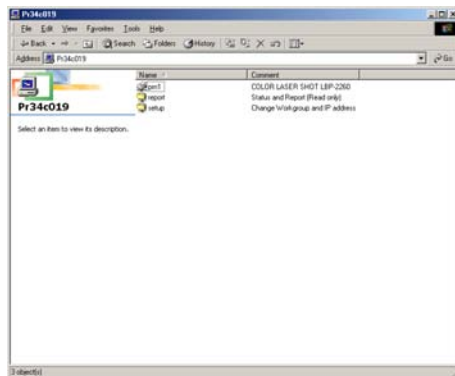 Pr34c019
File Edit View Favorites Tools Help
Back Search Folders History
Address Pr34c019 Go
Name Comment
prn1 COLOR LASER SHOT LBP-2260
report Status and Report (Read only)
setup Change Workgroup and IP address
Pr34c019
Select an item to view its description.
3 object(s)